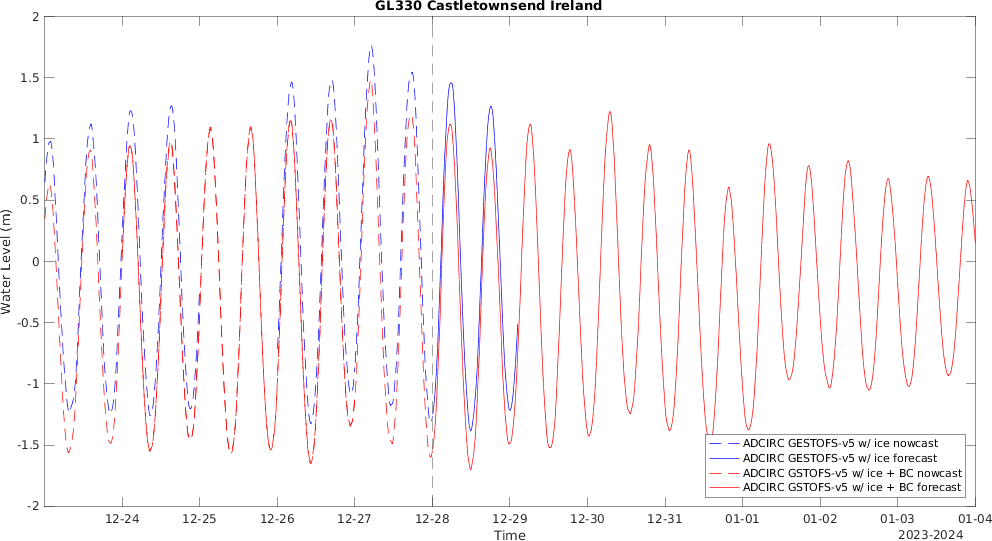 GL330 Castletownsend Ireland
2
1.5
1
0.5
0
-0.5
-1
-1.5
-2
Water Level (m)
ADCIRC GESTOFS-v5 w/ ice nowcast
ADCIRC GESTOFS-v5 w/ ice forecast
ADCIRC GSTOFS-v5 w/ ice + BC nowcast
ADCIRC GSTOFS-v5 w/ ice + BC forecast
12-24 12-25 12-26 12-27 12-28 12-29 12-30 12-31 01-01 01-02 01-03 01-04
Time
2023-2024